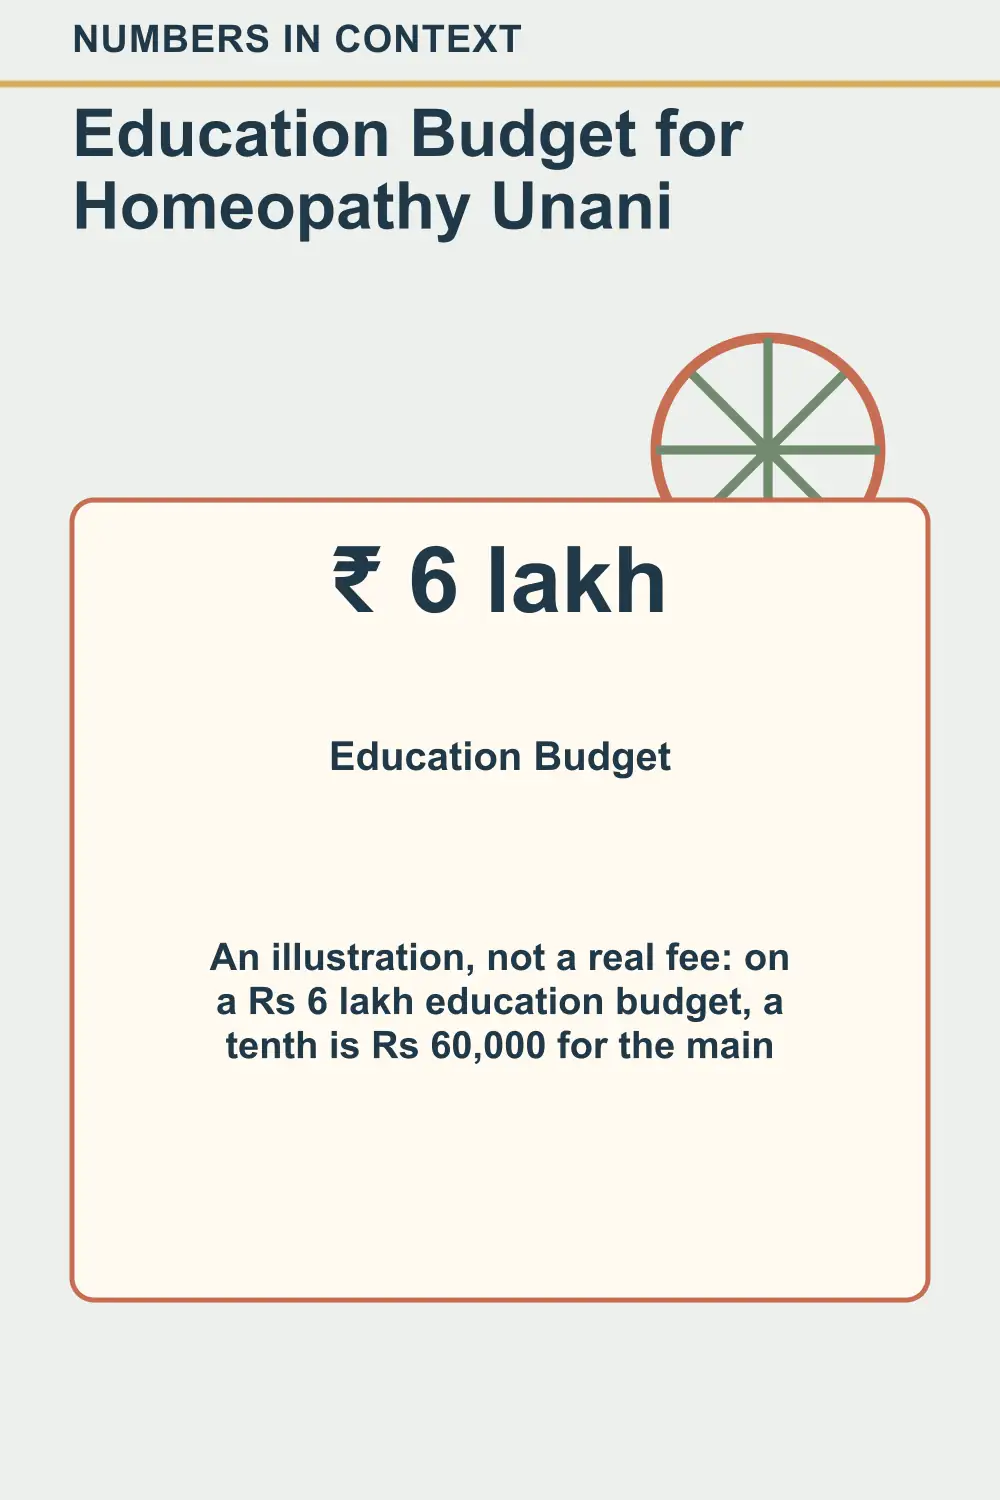 NUMBERS IN CONTEXT
Education Budget for
Homeopathy Unani
₹ 6 lakh
Education Budget
An illustration, not a real fee: on
a Rs 6 lakh education budget, a
tenth is Rs 60,000 for the main